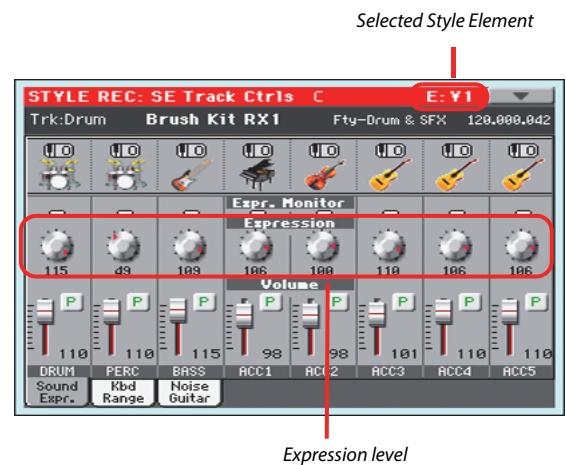 Selected Style Element
STYLE REC: SE Track Ctrls C E:¥1
Trk:Drum Brush Kit RX1 Fty-Drum & SFX 120.000.042
Expr. Monitor
Expression
115 49 109 106 100 110 106 106
Volume
P P P P P P P P
110 110 115 98 98 101 110 110
DRUM PERC BASS ACC1 ACC2 ACC3 ACC4 ACC5
Sound Expr. Kbd Range Noise Guitar
Expression level